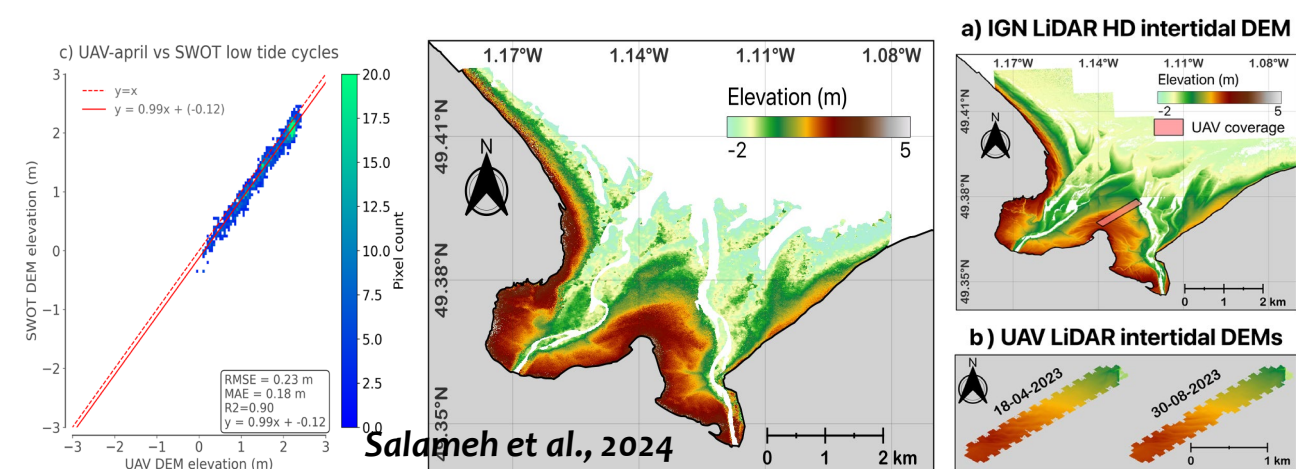 c) UAV-april vs SWOT low tide cycles
3
2
1
0
−1
−2
−3
SWOT DEM elevation (m)
y=x
y = 0.99x + (-0.12)
RMSE = 0.23 m
MAE = 0.18 m
R2=0.90
y = 0.99x + -0.12
−3 −2 −1 0 1 2 3
UAV DEM elevation (m)
20.0
17.5
15.0
12.5
10.0
7.5
5.0
2.5
0.0
Pixel count
1.17°W 1.14°W 1.11°W 1.08°W
49.41°N
49.38°N
49.35°N
N
Elevation (m)
-2 5
0 1 2 km
Salameh et al., 2024
a) IGN LiDAR HD intertidal DEM
1.17°W 1.14°W 1.11°W 1.08°W
49.41°N
49.38°N
49.35°N
N
Elevation (m)
-2 5
UAV coverage
0 1 2 km
b) UAV LiDAR intertidal DEMs
N
18-04-2023
30-08-2023
0 1 km